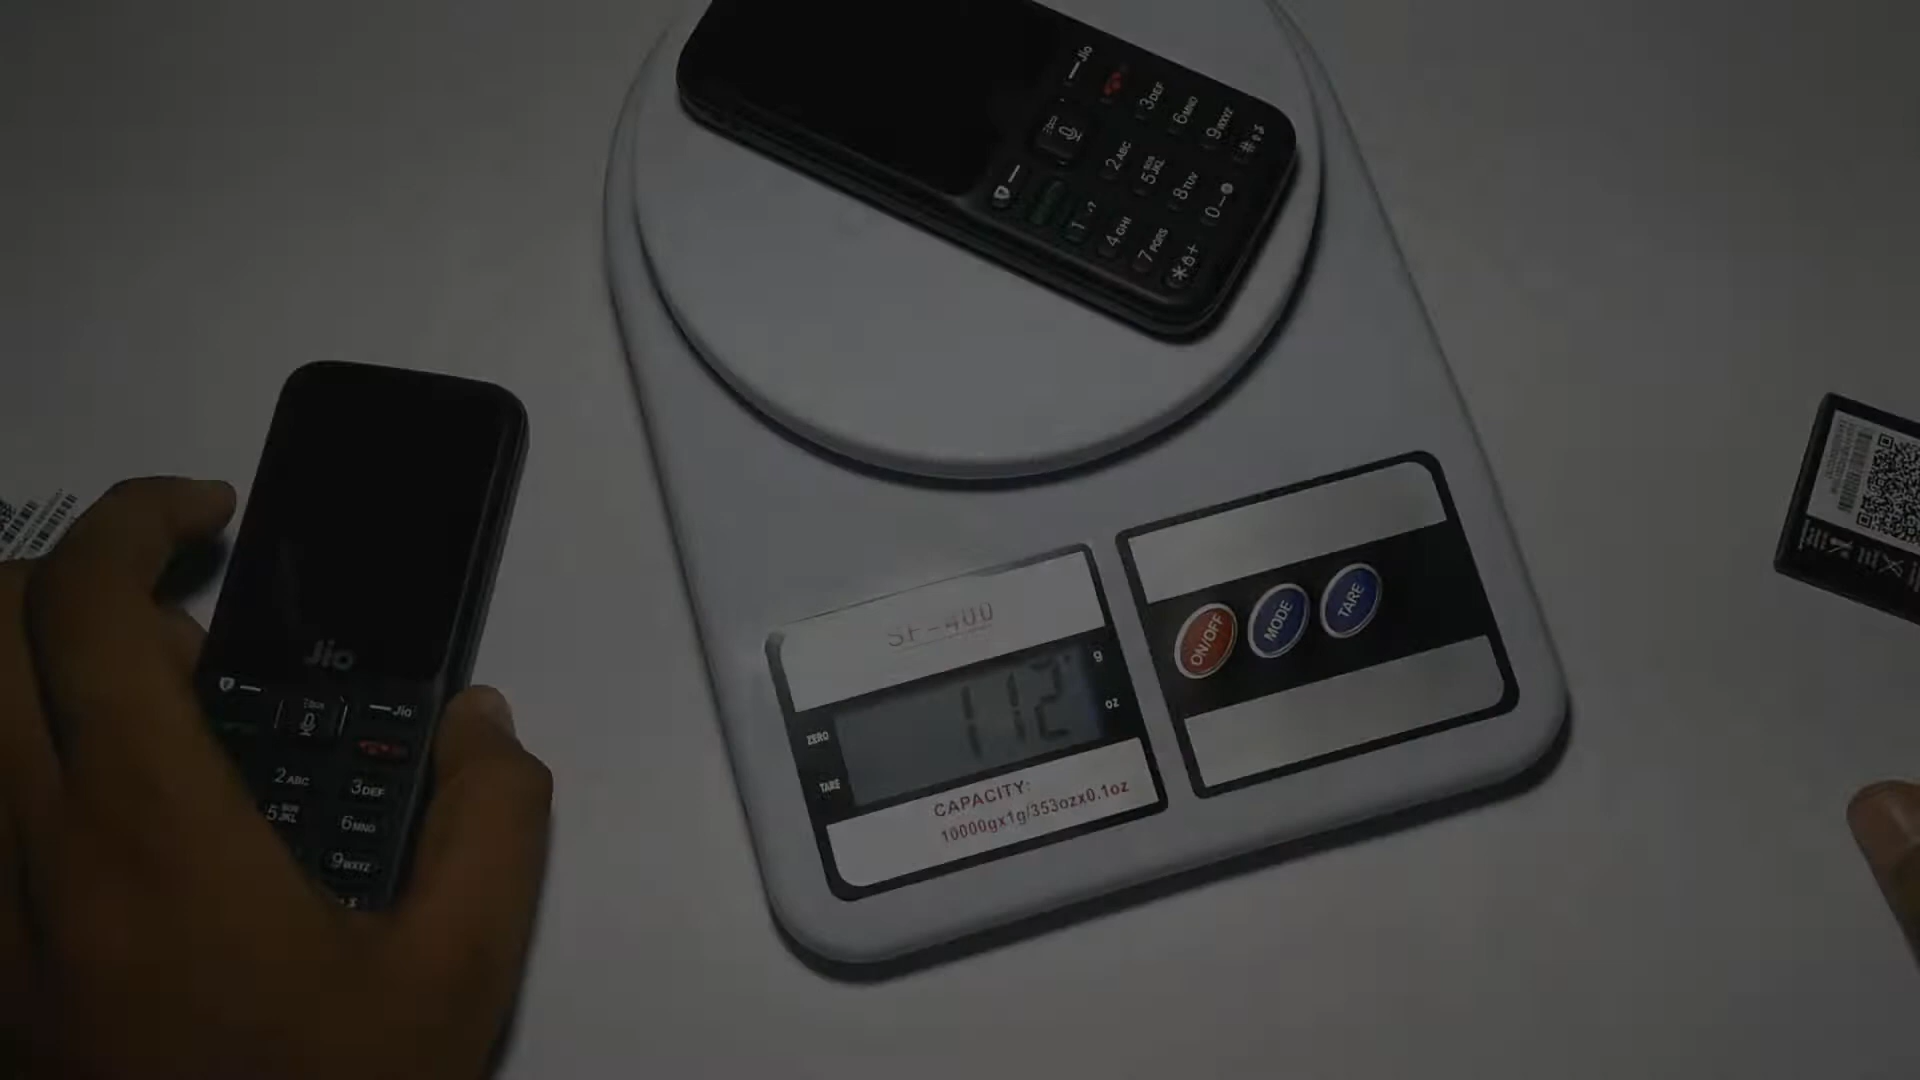 Jio
3DEF
6MNO
9WXYZ
2ABC
5JKL
8TUV
0
1
4GHI
7PQRS
SF-400
112
g
oz
ZERO
TARE
CAPACITY:
10000gx1g/353ozx0.1oz
ON/OFF
MODE
TARE
Jio
Jio
2ABC
3DEF
5JKL
6MNO
9WXYZ